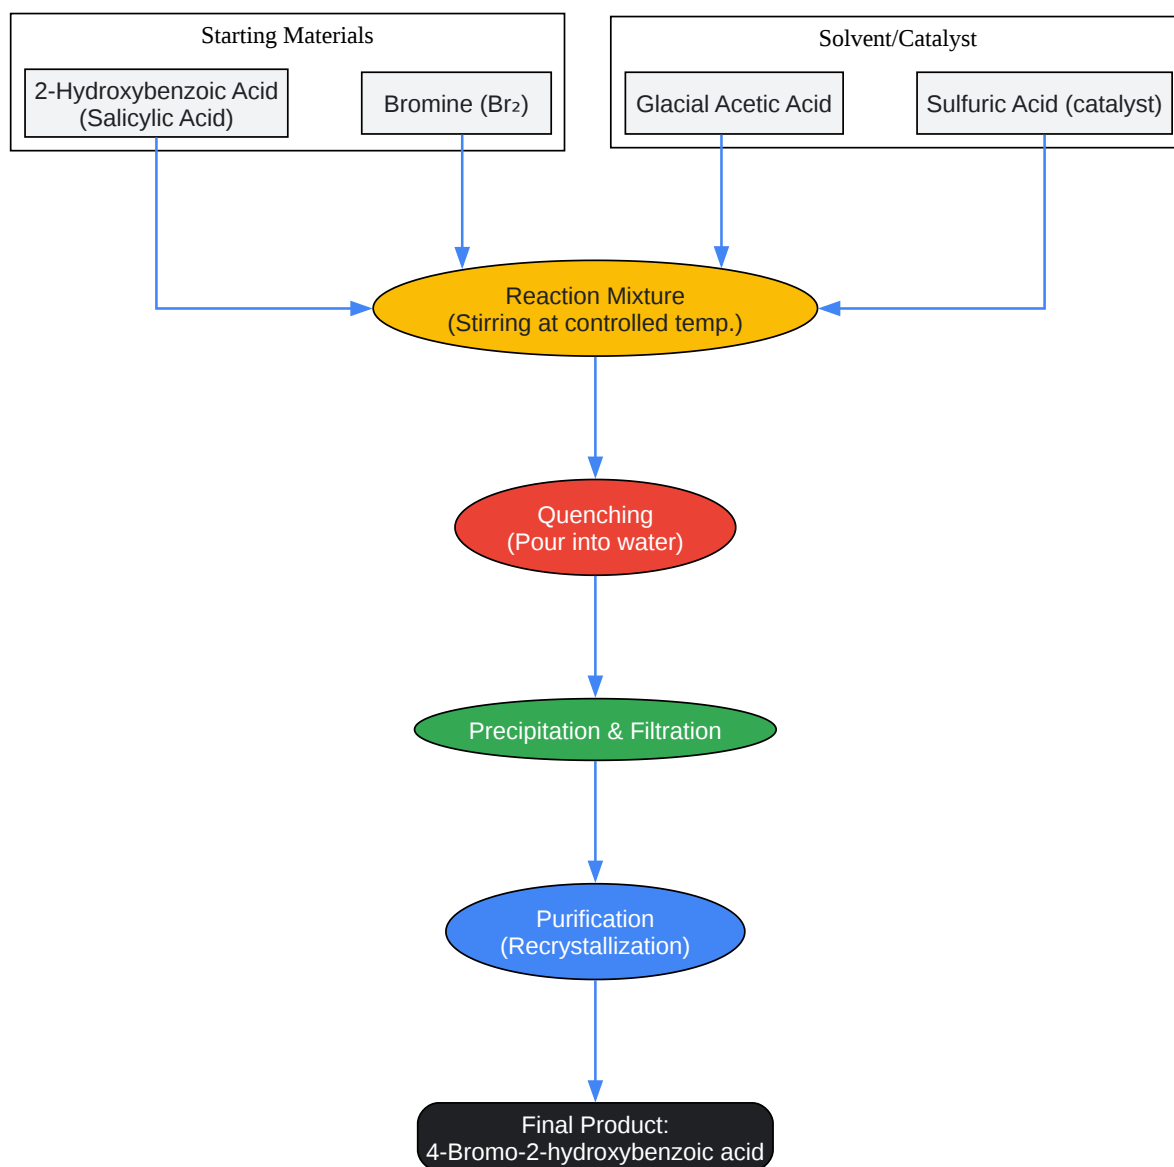 Starting Materials
2-Hydroxybenzoic Acid
(Salicylic Acid)
Bromine (Br₂)
Solvent/Catalyst
Glacial Acetic Acid
Sulfuric Acid (catalyst)
Reaction Mixture
(Stirring at controlled temp.)
Quenching
(Pour into water)
Precipitation & Filtration
Purification
(Recrystallization)
Final Product:
4-Bromo-2-hydroxybenzoic acid